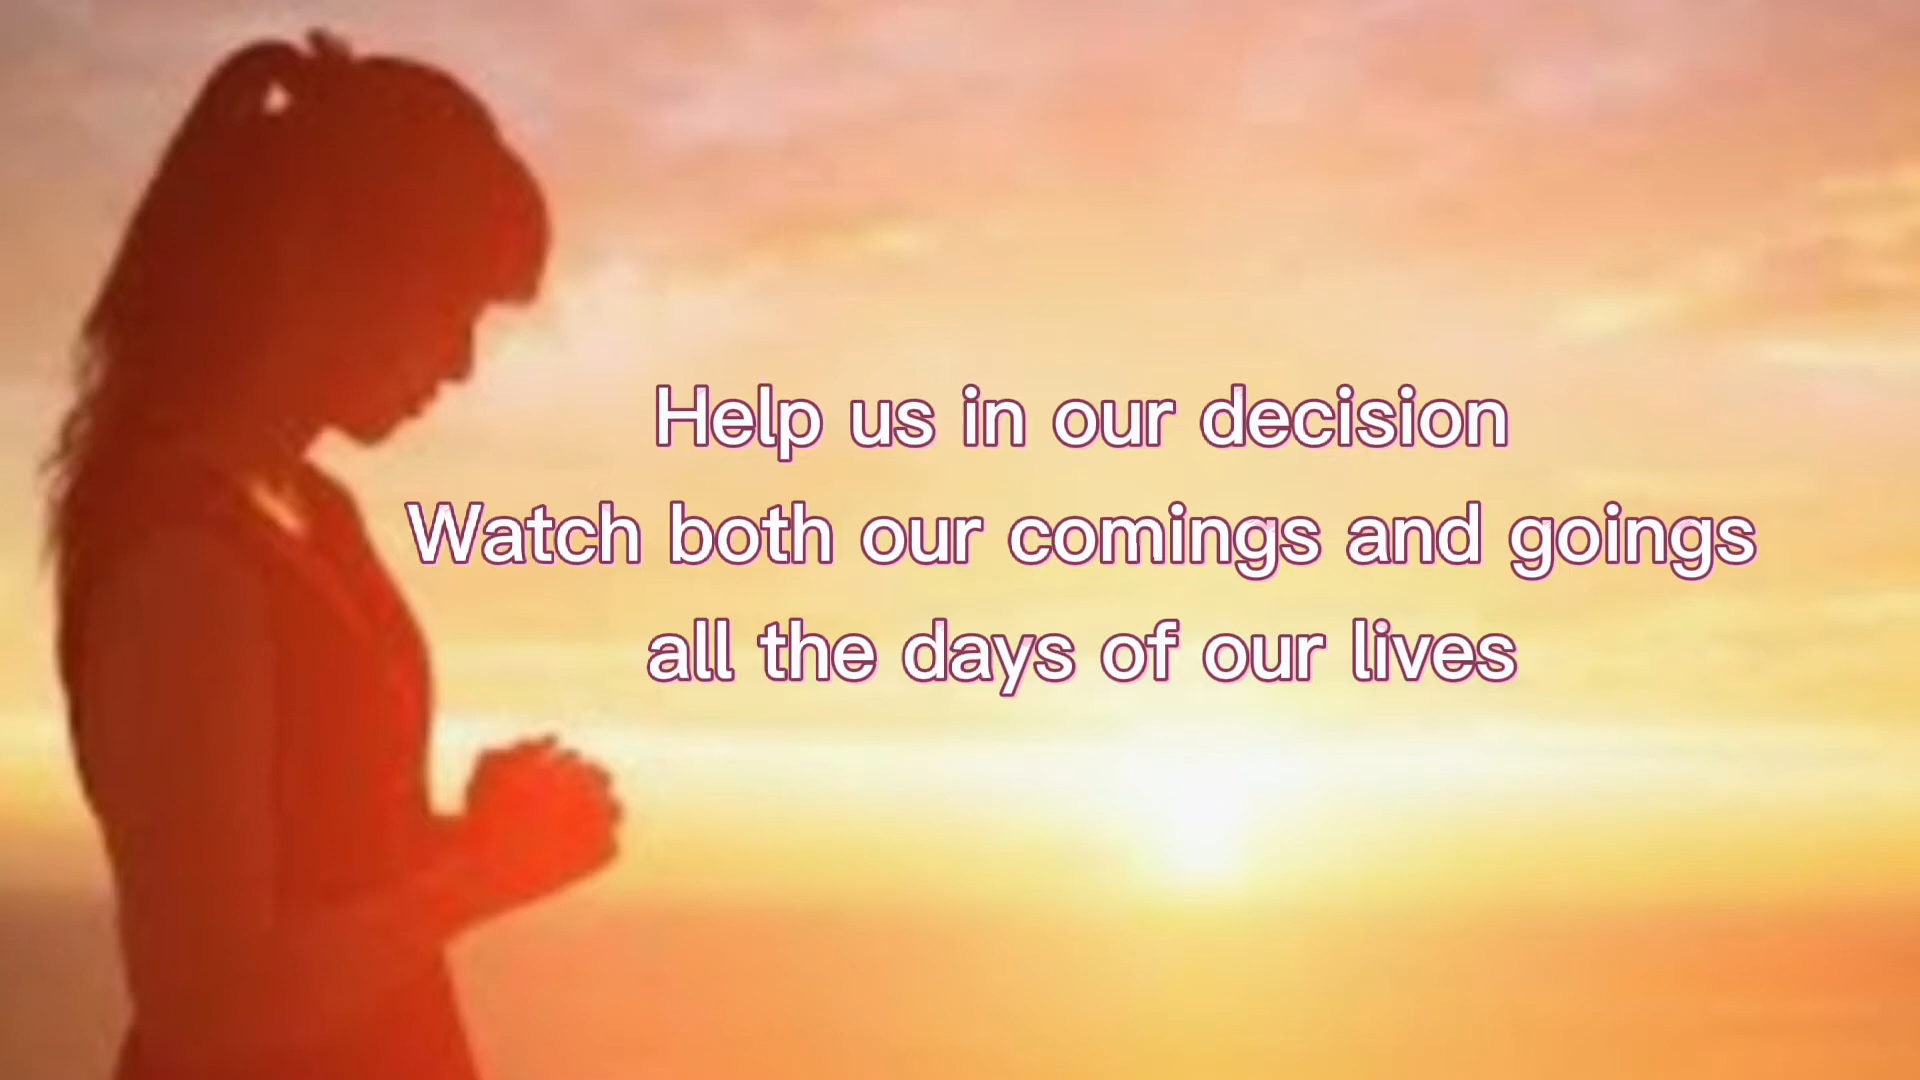 Help us in our decision
Watch both our comings and goings
all the days of our lives